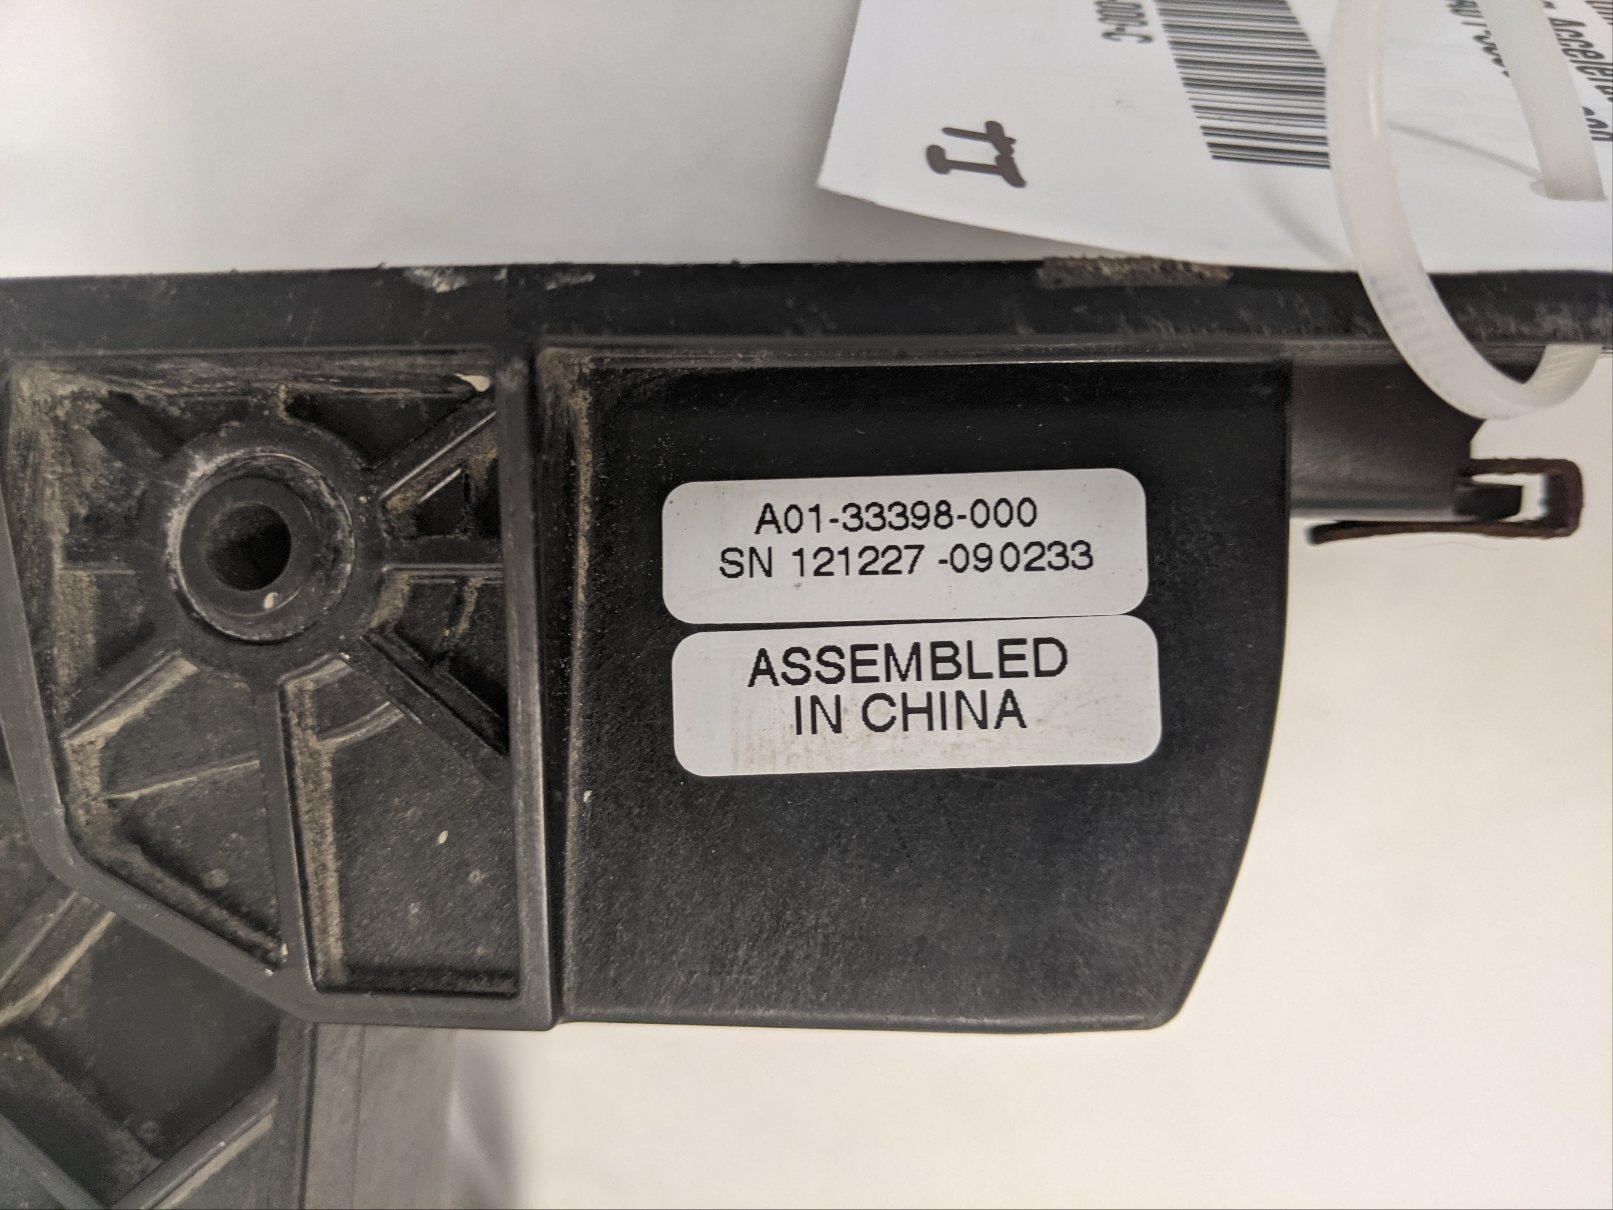 A01-33398-000
SN 121227 -090233
ASSEMBLED
IN CHINA